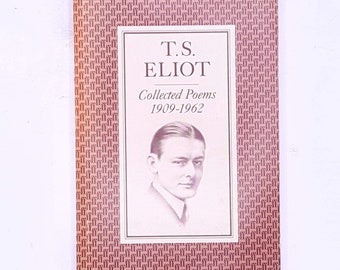 T.S.
ELIOT
Collected Poems
1909-1962